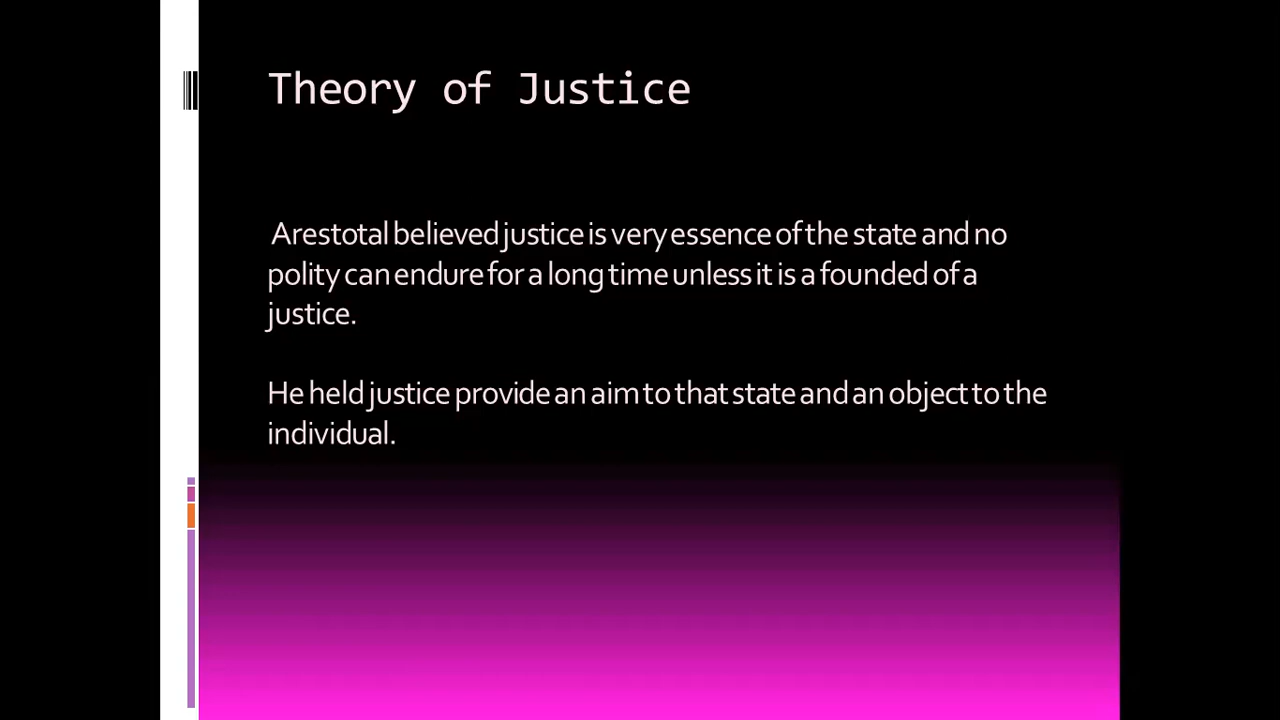 Theory of Justice
Arestotal believed justice is very essence of the state and no
polity can endure for a long time unless it is a founded of a
justice.
He held justice provide an aim to that state and an object to the
individual.